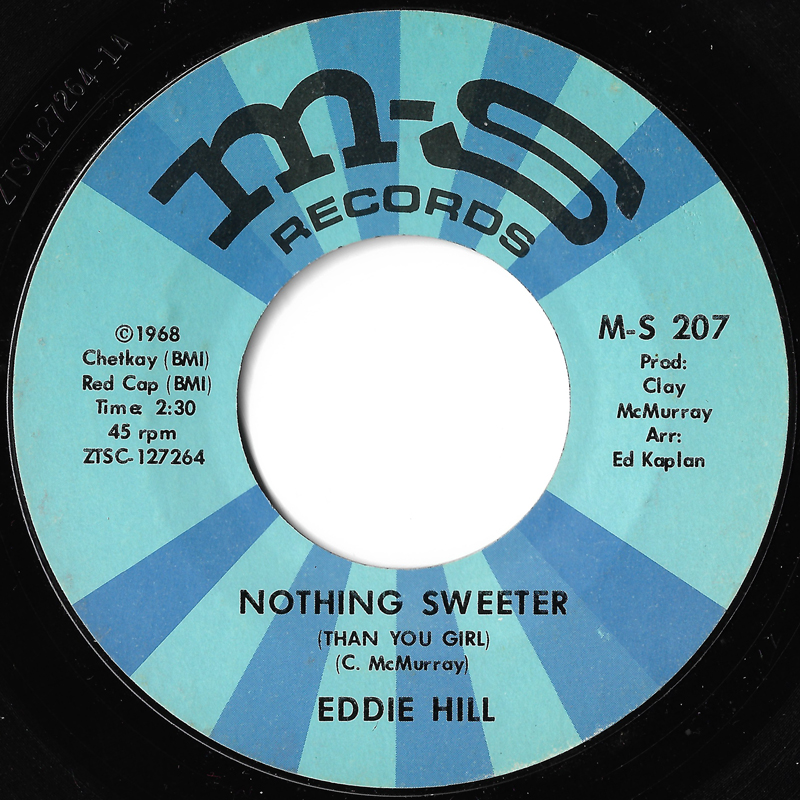 ZTSC127264-1A
m-S
RECORDS
©1968
Chetkay (BMI)
Red Cap (BMI)
Time: 2:30
45 rpm
ZTSC-127264
M-S 207
Prod:
Clay
McMurray
Arr:
Ed Kaplan
NOTHING SWEETER
(THAN YOU GIRL)
(C. McMurray)
EDDIE HILL